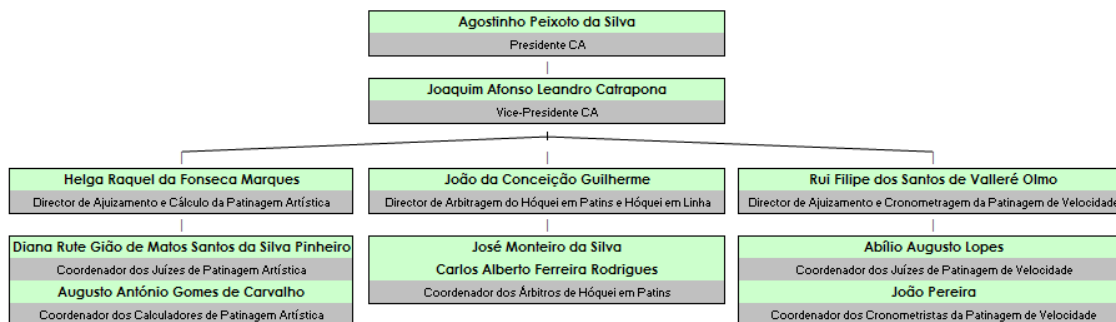 Agostinho Peixoto da Silva
Presidente CA
Joaquim Afonso Leandro Catrapona
Vice-Presidente CA
Helga Raquel da Fonseca Marques
Director de Ajuizamento e Cálculo da Patinagem Artística
João da Conceição Guilherme
Director de Arbitragem do Hóquei em Patins e Hóquei em Linha
Rui Filipe dos Santos de Valleré Olmo
Director de Ajuizamento e Cronometragem da Patinagem de Velocidade
Diana Rute Gião de Matos Santos da Silva Pinheiro
Coordenador dos Juízes de Patinagem Artística
Augusto António Gomes de Carvalho
Coordenador dos Calculadores de Patinagem Artística
José Monteiro da Silva
Carlos Alberto Ferreira Rodrigues
Coordenador dos Árbitros de Hóquei em Patins
Abílio Augusto Lopes
Coordenador dos Juízes de Patinagem de Velocidade
João Pereira
Coordenador dos Cronometristas da Patinagem de Velocidade